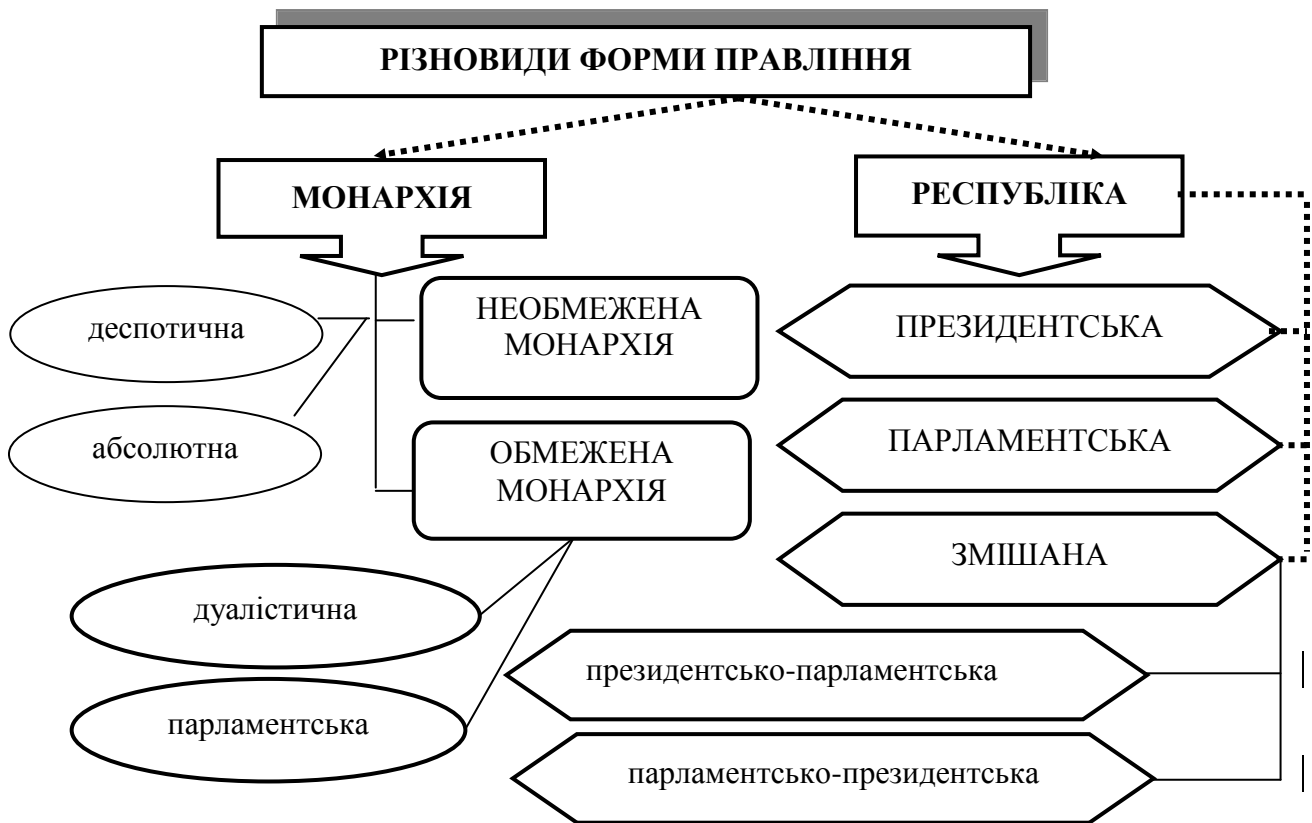 РІЗНОВИДИ ФОРМИ ПРАВЛІННЯ
МОНАРХІЯ
РЕСПУБЛІКА
НЕОБМЕЖЕНА
МОНАРХІЯ
деспотична
абсолютна
ОБМЕЖЕНА
МОНАРХІЯ
дуалістична
парламентська
ПРЕЗИДЕНТСЬКА
ПАРЛАМЕНТСЬКА
ЗМІШАНА
президентсько-парламентська
парламентсько-президентська